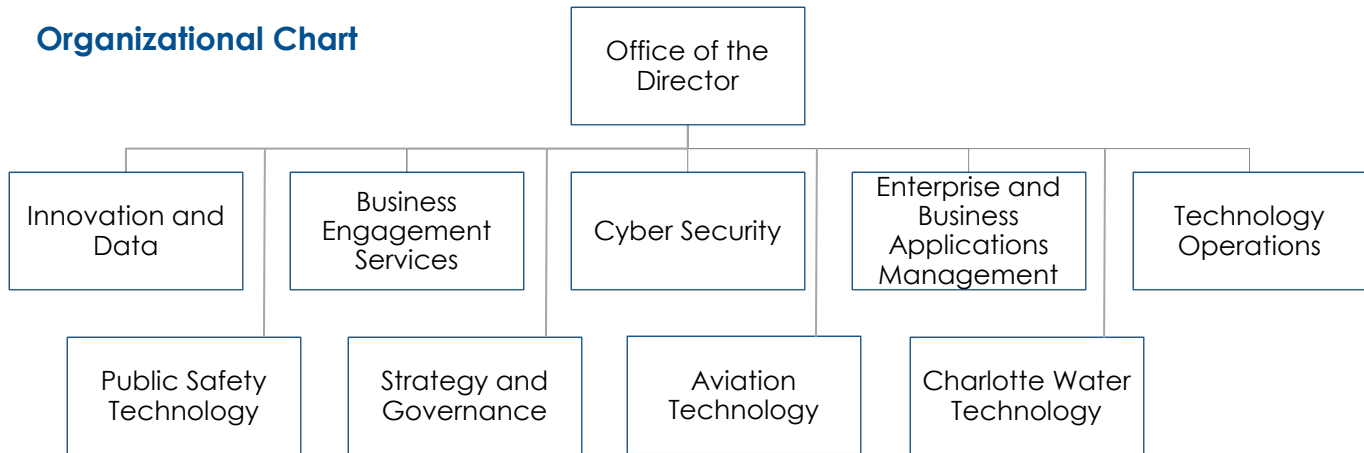 Organizational Chart
Office of the
Director
Innovation and
Data
Business
Engagement
Services
Cyber Security
Enterprise and
Business
Applications
Management
Technology
Operations
Public Safety
Technology
Strategy and
Governance
Aviation
Technology
Charlotte Water
Technology